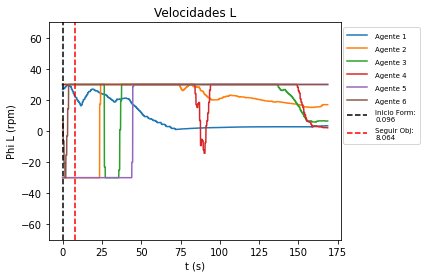 Velocidades L
Phi L (rpm)
60
40
20
0
−20
−40
−60
0
25
50
75
100
125
150
175
t (s)
Agente 1
Agente 2
Agente 3
Agente 4
Agente 5
Agente 6
Inicio Form:
0.096
Seguir Obj:
8.064